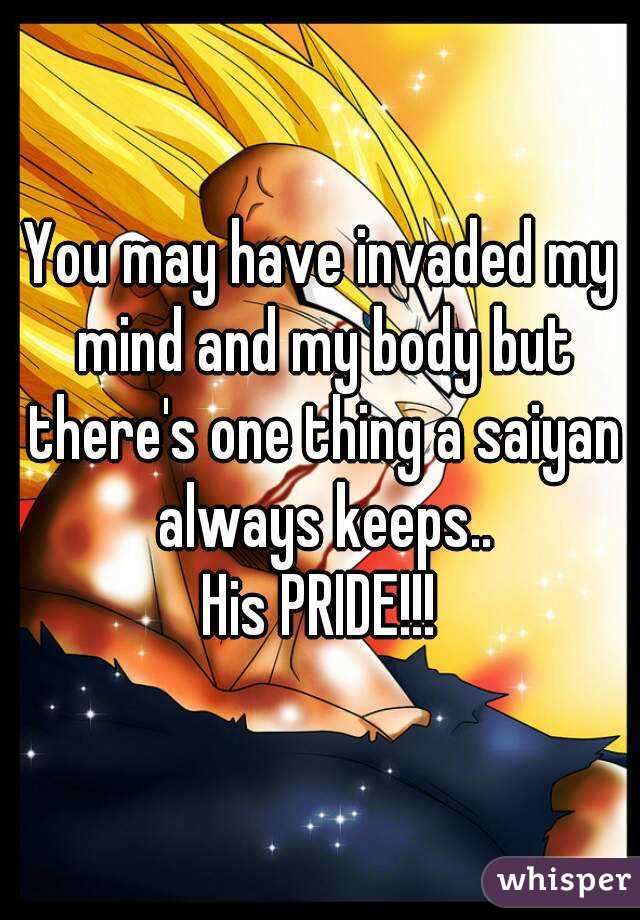 You may have invaded my
mind and my body but
there's one thing a saiyan
always keeps..
His PRIDE!!!
whisper